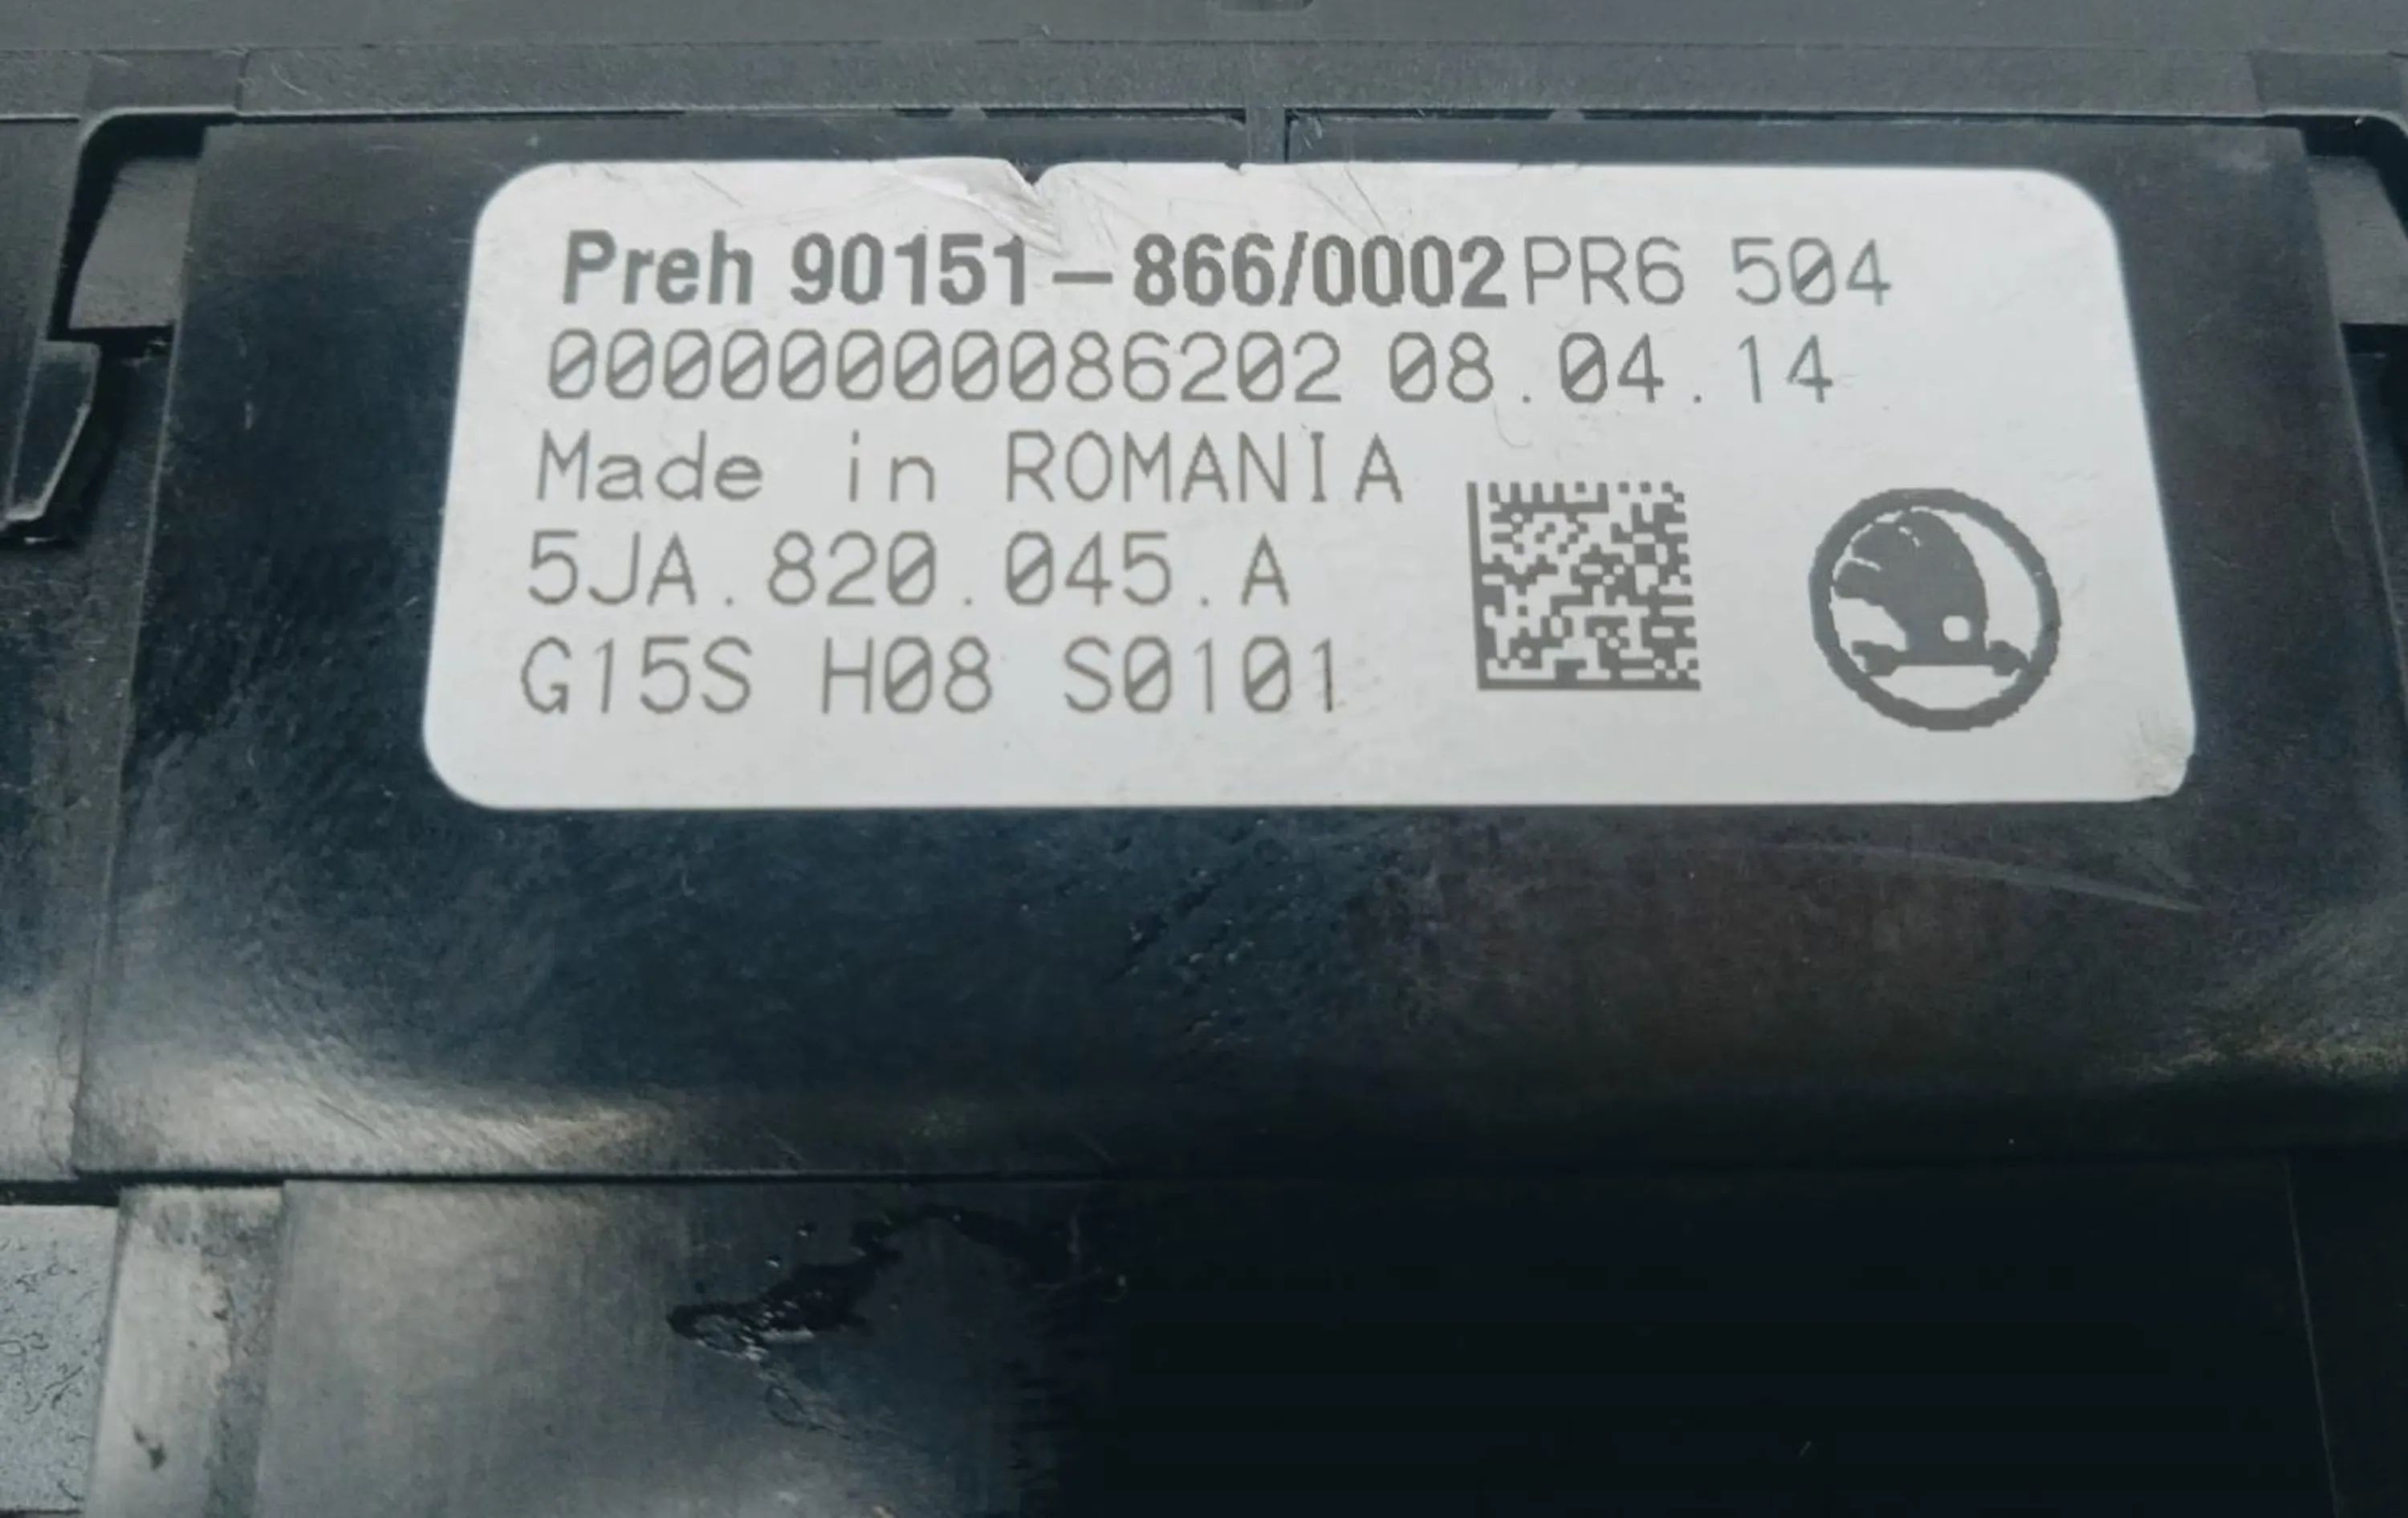 Preh 90151-866/0002 PR6 504
00000000086202 08.04.14
Made in ROMANIA
5JA.820.045.A
G15S H08 S0101